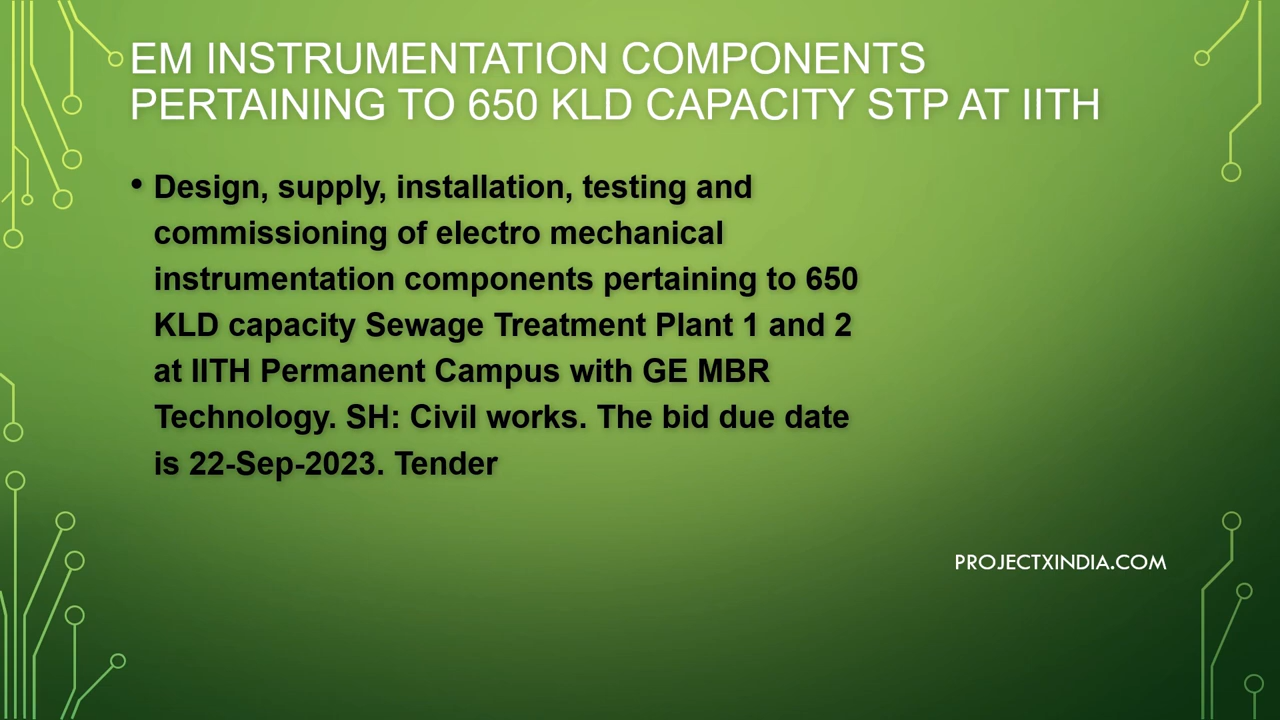 EM INSTRUMENTATION COMPONENTS
PERTAINING TO 650 KLD CAPACITY STP AT IITH
• Design, supply, installation, testing and
commissioning of electro mechanical
instrumentation components pertaining to 650
KLD capacity Sewage Treatment Plant 1 and 2
at IITH Permanent Campus with GE MBR
Technology. SH: Civil works. The bid due date
is 22-Sep-2023. Tender
PROJECTXINDIA.COM